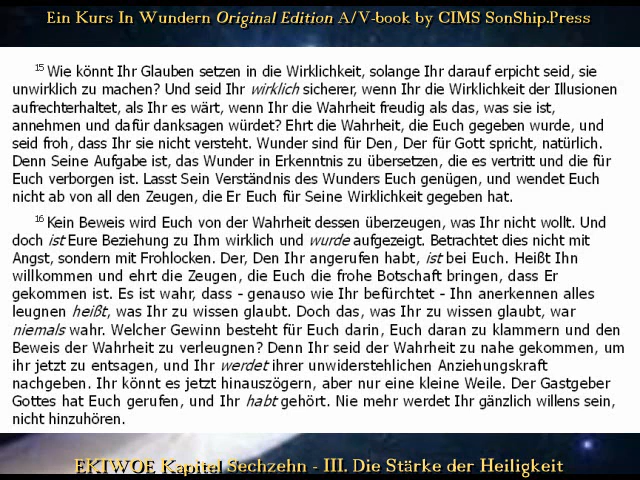 Ein Kurs In Wundern Original Edition A/V-book by CIMS SonShip.Press
15 Wie könnt Ihr Glauben setzen in die Wirklichkeit, solange Ihr darauf erpicht seid, sie
unwirklich zu machen? Und seid Ihr wirklich sicherer, wenn Ihr die Wirklichkeit der Illusionen
aufrechterhaltet, als Ihr es wärt, wenn Ihr die Wahrheit freudig als das, was sie ist,
annehmen und dafür danksagen würdet? Ehrt die Wahrheit, die Euch gegeben wurde, und
seid froh, dass Ihr sie nicht versteht. Wunder sind für Den, Der für Gott spricht, natürlich.
Denn Seine Aufgabe ist, das Wunder in Erkenntnis zu übersetzen, die es vertritt und die für
Euch verborgen ist. Lasst Sein Verständnis des Wunders Euch genügen, und wendet Euch
nicht ab von all den Zeugen, die Er Euch für Seine Wirklichkeit gegeben hat.
16 Kein Beweis wird Euch von der Wahrheit dessen überzeugen, was Ihr nicht wollt. Und
doch ist Eure Beziehung zu Ihm wirklich und wurde aufgezeigt. Betrachtet dies nicht mit
Angst, sondern mit Frohlocken. Der, Den Ihr angerufen habt, ist bei Euch. Heißt Ihn
willkommen und ehrt die Zeugen, die Euch die frohe Botschaft bringen, dass Er
gekommen ist. Es ist wahr, dass – genauso wie Ihr befürchtet – Ihn anerkennen alles
leugnen heißt, was Ihr zu wissen glaubt. Doch das, was Ihr zu wissen glaubt, war
niemals wahr. Welcher Gewinn besteht für Euch darin, Euch daran zu klammern und den
Beweis der Wahrheit zu verleugnen? Denn Ihr seid der Wahrheit zu nahe gekommen, um
ihr jetzt zu entsagen, und Ihr werdet ihrer unwiderstehlichen Anziehungskraft
nachgeben. Ihr könnt es jetzt hinauszögern, aber nur eine kleine Weile. Der Gastgeber
Gottes hat Euch gerufen, und Ihr habt gehört. Nie mehr werdet Ihr gänzlich willens sein,
nicht hinzuhören.
EKIWOE Kapitel Sechzehn - III. Die Stärke der Heiligkeit